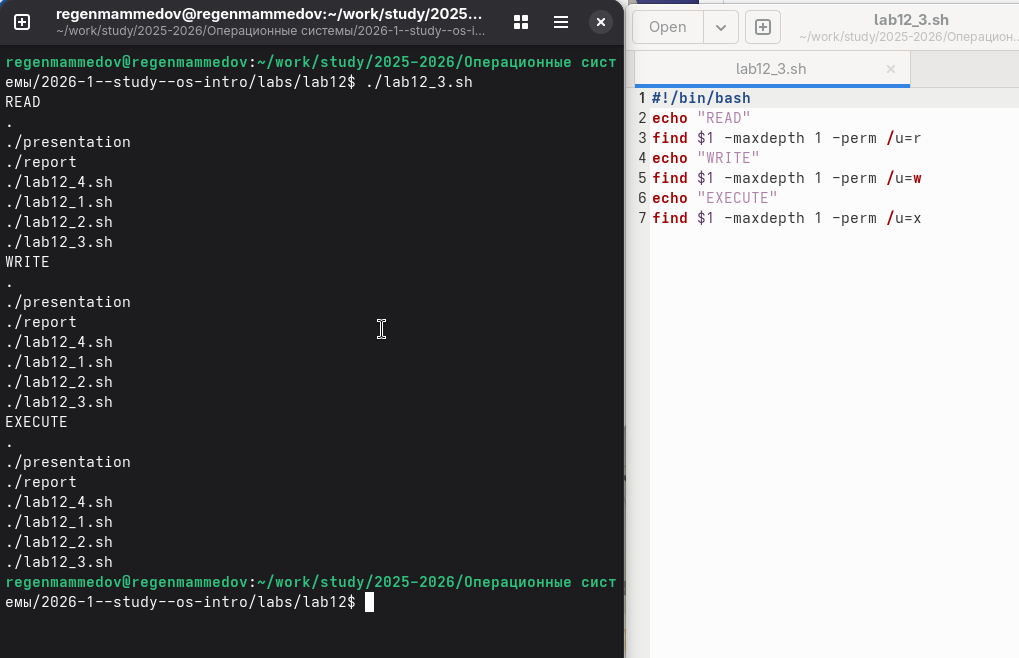 regenmammedov@regenmammedov:~/work/study/2025...
~/work/study/2025-2026/Операционные системы/2026-1--study--os-i...
regenmammedov@regenmammedov:~/work/study/2025-2026/Операционные сист
емы/2026-1--study--os-intro/labs/lab12$ ./lab12_3.sh
READ
.
./presentation
./report
./lab12_4.sh
./lab12_1.sh
./lab12_2.sh
./lab12_3.sh
WRITE
.
./presentation
./report
./lab12_4.sh
./lab12_1.sh
./lab12_2.sh
./lab12_3.sh
EXECUTE
.
./presentation
./report
./lab12_4.sh
./lab12_1.sh
./lab12_2.sh
./lab12_3.sh
regenmammedov@regenmammedov:~/work/study/2025-2026/Операционные сист
емы/2026-1--study--os-intro/labs/lab12$
Open
lab12_3.sh
~/work/study/2025-2026/Операцион...
lab12_3.sh
1 #!/bin/bash
2 echo "READ"
3 find $1 -maxdepth 1 -perm /u=r
4 echo "WRITE"
5 find $1 -maxdepth 1 -perm /u=w
6 echo "EXECUTE"
7 find $1 -maxdepth 1 -perm /u=x